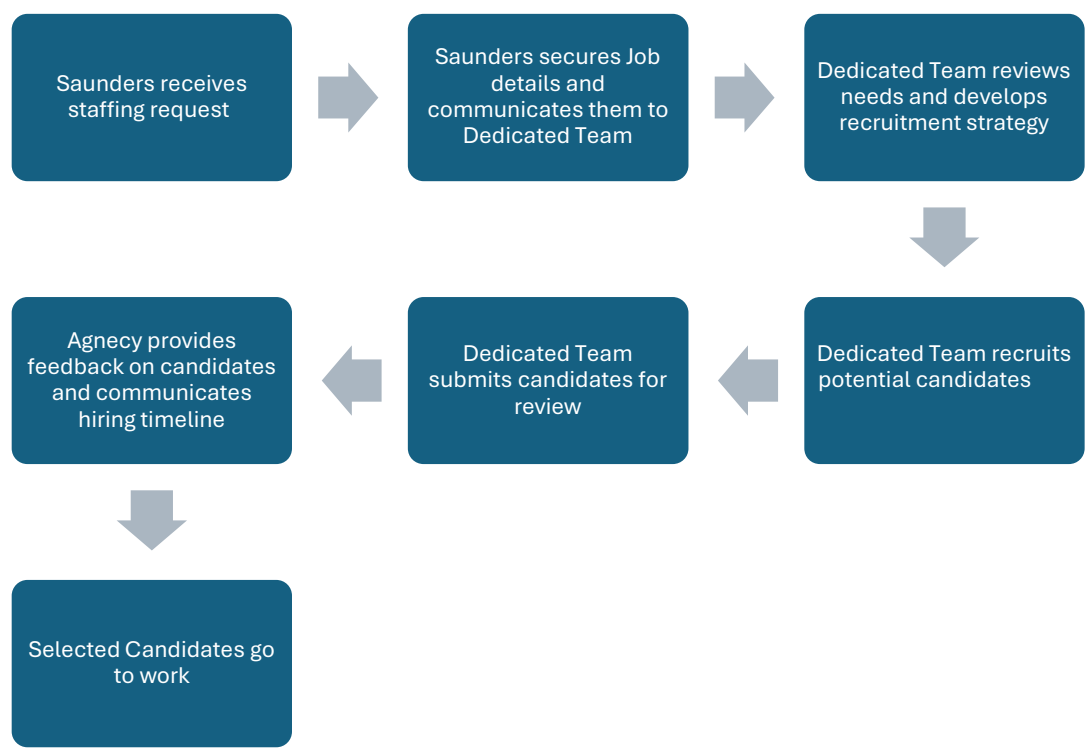 Saunders receives
staffing request
Saunders secures Job
details and
communicates them to
Dedicated Team
Dedicated Team reviews
needs and develops
recruitment strategy
Dedicated Team recruits
potential candidates
Dedicated Team
submits candidates for
review
Agnecy provides
feedback on candidates
and communicates
hiring timeline
Selected Candidates go
to work